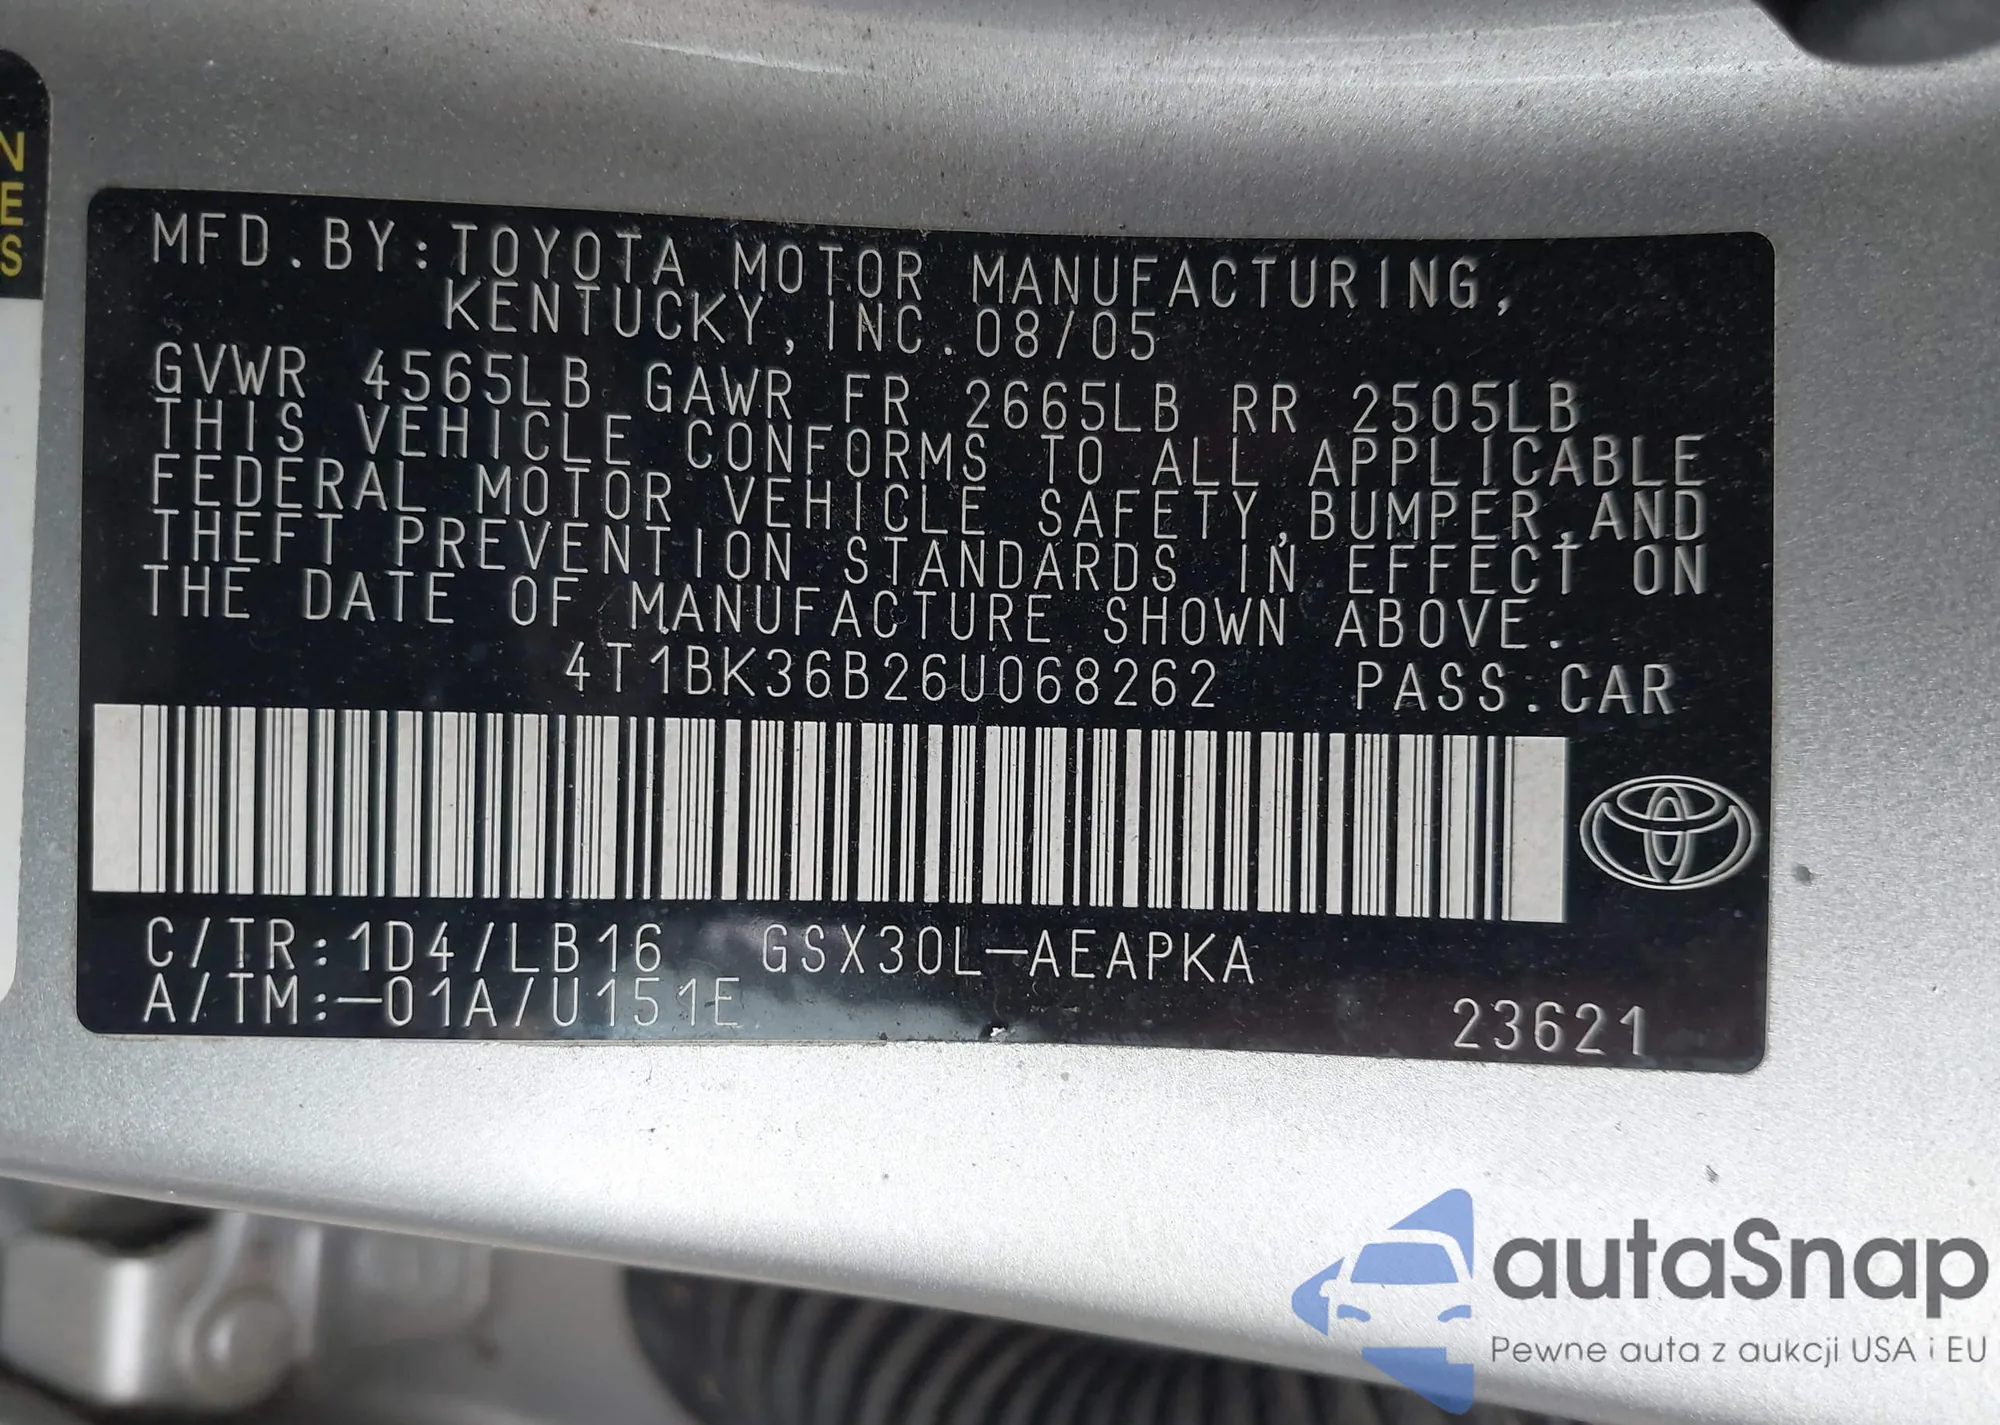 N
E
S
MFD.BY:TOYOTA MOTOR MANUFACTURING,
KENTUCKY, INC.08/05
GVWR 4565LB GAWR FR 2665LB RR 2505LB
THIS VEHICLE CONFORMS TO ALL APPLICABLE
FEDERAL MOTOR VEHICLE SAFETY,BUMPER,AND
THEFT PREVENTION STANDARDS IN EFFECT ON
THE DATE OF MANUFACTURE SHOWN ABOVE.
4T1BK36B26U068262 PASS.CAR
C/TR:1D4/LB16 GSX30L-AEAPKA
A/TM:-01A/U151E
23621
autaSnap
Pewne auta z aukcji USA i EU